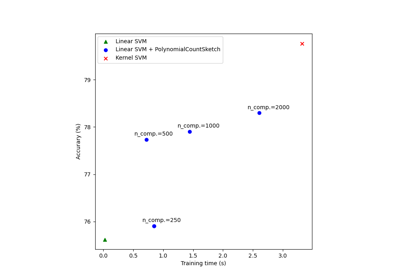 Linear SVM
Linear SVM + PolynomialCountSketch
Kernel SVM
79
n_comp.=2000
78
n_comp.=1000
n_comp.=500
77
76
n_comp.=250
Accurary (%)
0.0 0.5 1.0 1.5 2.0 2.5 3.0
Training time (s)